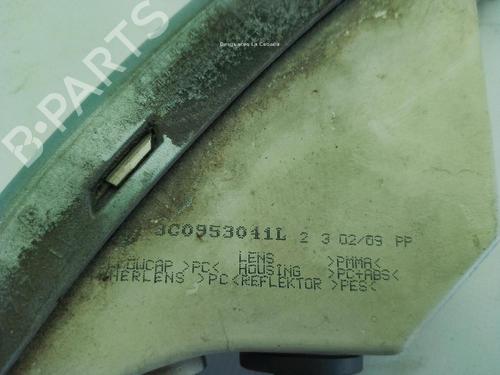 B-PARTS
Desguaces La Cabaña
3C0953041L 2 3 02/09 PP
>PC< LENS >PMMA<
HOUSING >PC+ABS<
>PC< REFLEKTOR >PES<